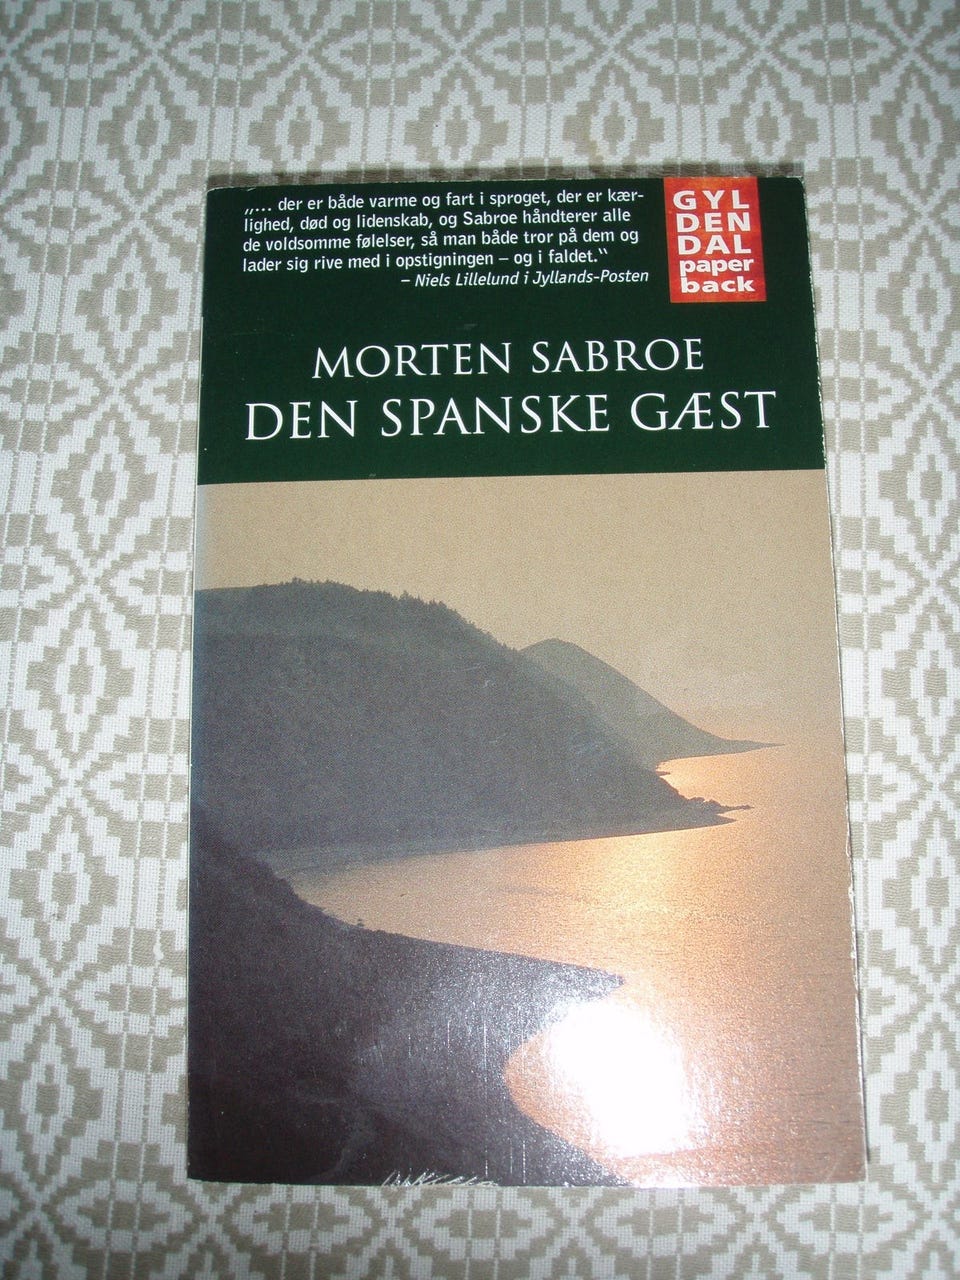 „... der er både varme og fart i sproget, der er kær-
lighed, død og lidenskab, og Sabroe håndterer alle
de voldsomme følelser, så man både tror på dem og
lader sig rive med i opstigningen – og i faldet.“
– Niels Lillelund i Jyllands-Posten
GYL
DEN
DAL
paper
back
MORTEN SABROE
DEN SPANSKE GÆST